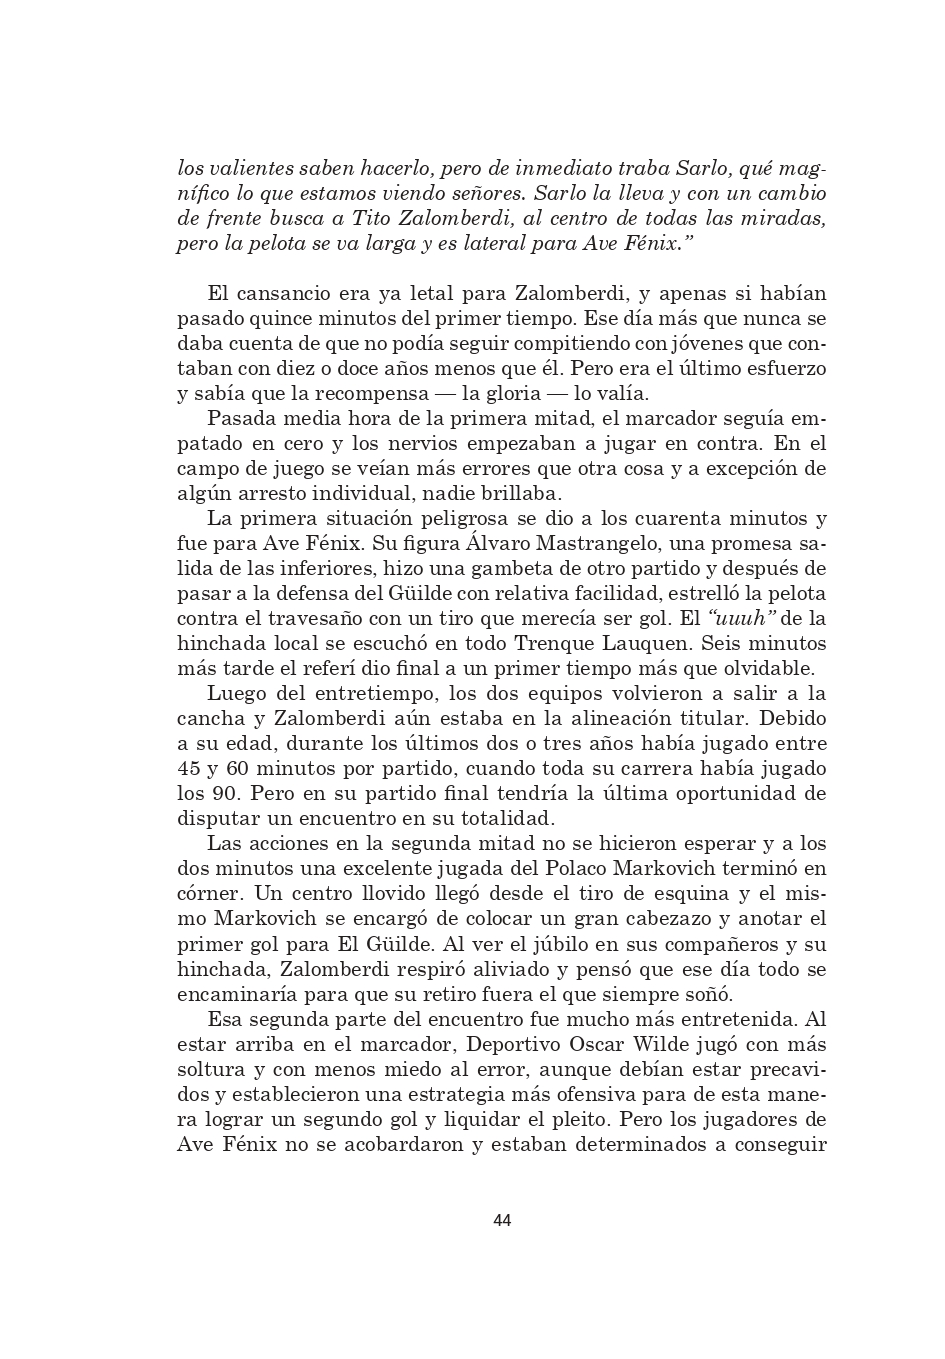 los valientes saben hacerlo, pero de inmediato traba Sarlo, qué mag-
nífico lo que estamos viendo señores. Sarlo la lleva y con un cambio
de frente busca a Tito Zalomberdi, al centro de todas las miradas,
pero la pelota se va larga y es lateral para Ave Fénix.”
El cansancio era ya letal para Zalomberdi, y apenas si habían
pasado quince minutos del primer tiempo. Ese día más que nunca se
daba cuenta de que no podía seguir compitiendo con jóvenes que con-
taban con diez o doce años menos que él. Pero era el último esfuerzo
y sabía que la recompensa — la gloria — lo valía.
Pasada media hora de la primera mitad, el marcador seguía em-
patado en cero y los nervios empezaban a jugar en contra. En el
campo de juego se veían más errores que otra cosa y a excepción de
algún arresto individual, nadie brillaba.
La primera situación peligrosa se dio a los cuarenta minutos y
fue para Ave Fénix. Su figura Álvaro Mastrangelo, una promesa sa-
lida de las inferiores, hizo una gambeta de otro partido y después de
pasar a la defensa del Güilde con relativa facilidad, estrelló la pelota
contra el travesaño con un tiro que merecía ser gol. El “uuuh” de la
hinchada local se escuchó en todo Trenque Lauquen. Seis minutos
más tarde el referí dio final a un primer tiempo más que olvidable.
Luego del entretiempo, los dos equipos volvieron a salir a la
cancha y Zalomberdi aún estaba en la alineación titular. Debido
a su edad, durante los últimos dos o tres años había jugado entre
45 y 60 minutos por partido, cuando toda su carrera había jugado
los 90. Pero en su partido final tendría la última oportunidad de
disputar un encuentro en su totalidad.
Las acciones en la segunda mitad no se hicieron esperar y a los
dos minutos una excelente jugada del Polaco Markovich terminó en
córner. Un centro llovido llegó desde el tiro de esquina y el mis-
mo Markovich se encargó de colocar un gran cabezazo y anotar el
primer gol para El Güilde. Al ver el júbilo en sus compañeros y su
hinchada, Zalomberdi respiró aliviado y pensó que ese día todo se
encaminaría para que su retiro fuera el que siempre soñó.
Esa segunda parte del encuentro fue mucho más entretenida. Al
estar arriba en el marcador, Deportivo Oscar Wilde jugó con más
soltura y con menos miedo al error, aunque debían estar precavi-
dos y establecieron una estrategia más ofensiva para de esta mane-
ra lograr un segundo gol y liquidar el pleito. Pero los jugadores de
Ave Fénix no se acobardaron y estaban determinados a conseguir
44